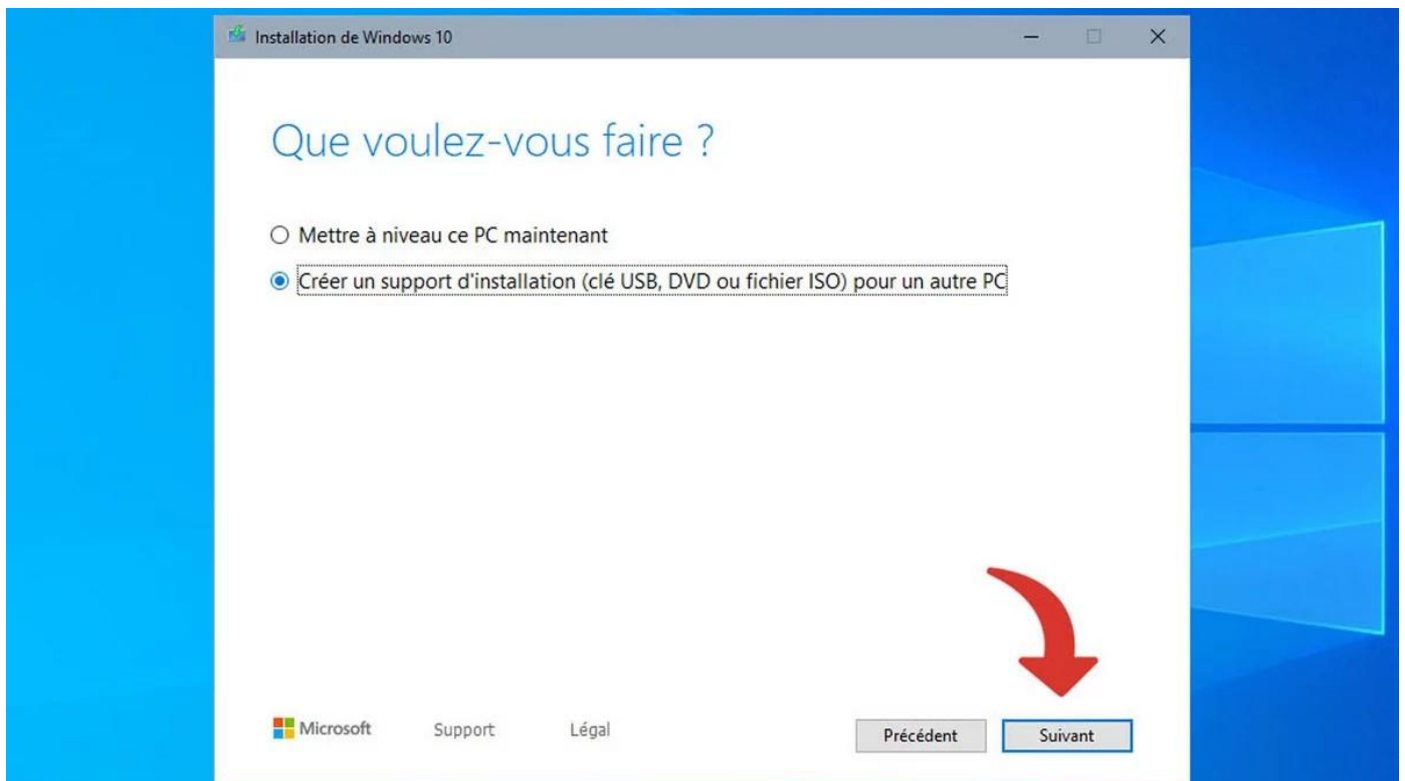 Installation de Windows 10
Que voulez-vous faire ?
Mettre à niveau ce PC maintenant
Créer un support d'installation (clé USB, DVD ou fichier ISO) pour un autre PC
Microsoft Support Légal Précédent Suivant